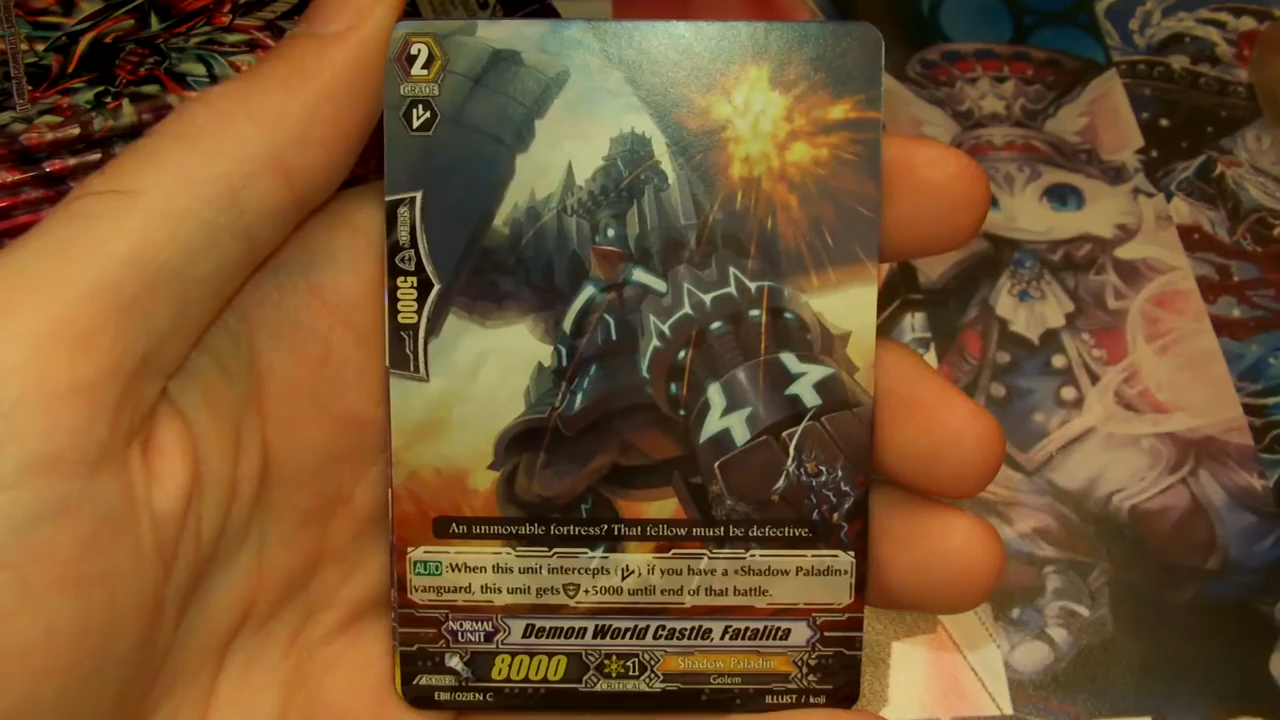 2
GRADE
SHIELD
5000
An unmovable fortress? That fellow must be defective.
AUTO :When this unit intercepts ( ), if you have a «Shadow Paladin»
vanguard, this unit gets +5000 until end of that battle.
NORMAL
UNIT
Demon World Castle, Fatalita
POWER
8000
1
CRITICAL
Shadow Paladin
Golem
EB11/021EN C
ILLUST / koji